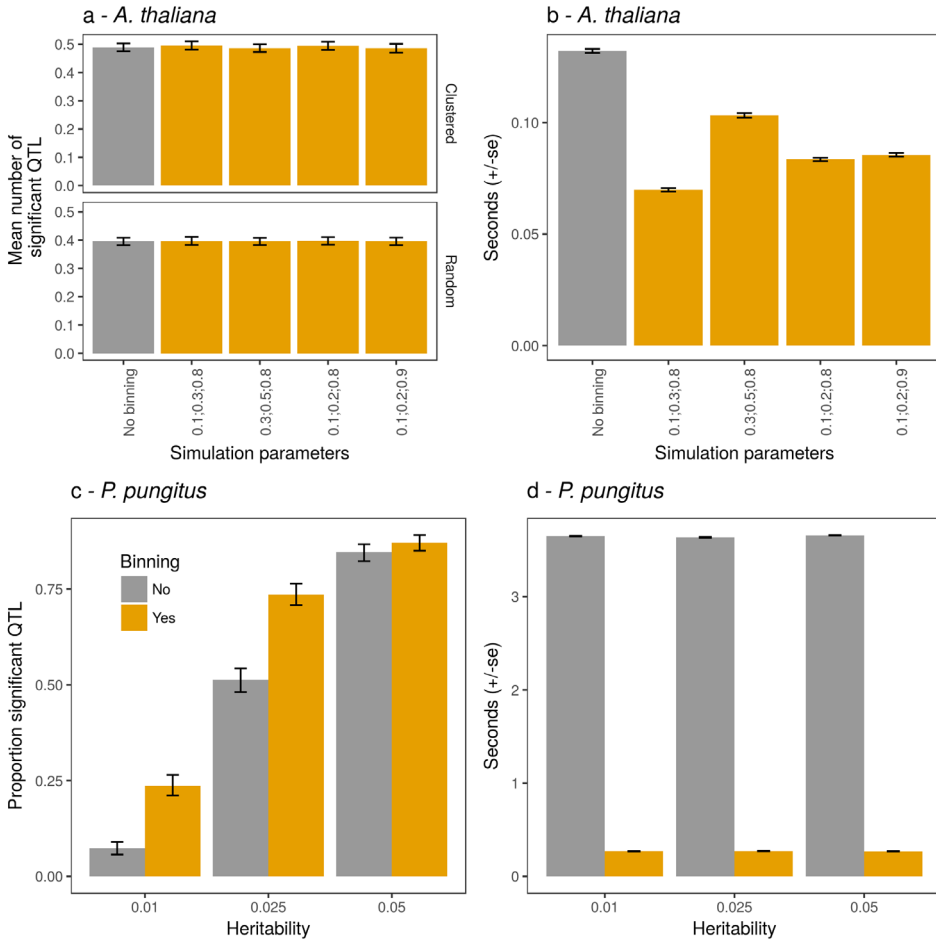 a - A. thaliana
Mean number of
significant QTL
0.5
0.4
0.3
0.2
0.1
0.0
Clustered
0.5
0.4
0.3
0.2
0.1
0.0
Random
No binning
0.1;0.3;0.8
0.3;0.5;0.8
0.1;0.2;0.8
0.1;0.2;0.9
Simulation parameters
b - A. thaliana
Seconds (+/-se)
0.10
0.05
0.00
No binning
0.1;0.3;0.8
0.3;0.5;0.8
0.1;0.2;0.8
0.1;0.2;0.9
Simulation parameters
c - P. pungitus
Proportion significant QTL
0.75
0.50
0.25
0.00
Binning
No
Yes
0.01
0.025
0.05
Heritability
d - P. pungitus
Seconds (+/-se)
3
2
1
0
0.01
0.025
0.05
Heritability